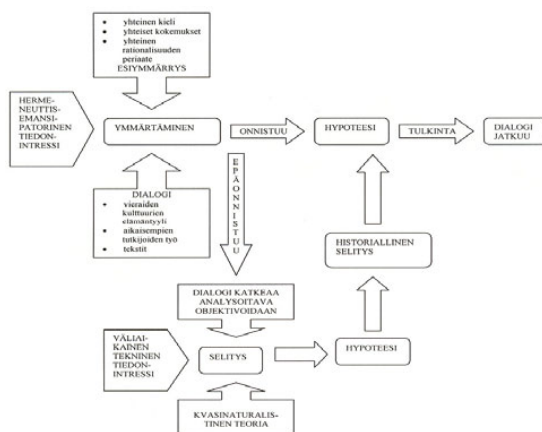 • yhteinen kieli
• yhteiset kokemukset
• yhteinen
rationalisuuden
periaate
ESIYMMÄRRYS
HERME-
NEUTTIS-
EMANSI-
PATORINEN
TIEDON-
INTRESSI
YMMÄRTÄMINEN
ONNISTUU
HYPOTEESI
TULKINTA
DIALOGI
JATKUU
EPÄONNISTUU
DIALOGI
• vieraiden
kulttuurien
elämäntyyli
• aikaisempien
tutkijoiden työ
• tekstit
HISTORIALLINEN
SELITYS
DIALOGI KATKEAA
ANALYSOITAVA
OBJEKTIVOIDAAN
VÄLIAI-
KAINEN
TEKNINEN
TIEDON-
INTRESSI
SELITYS
HYPOTEESI
KVASINATURALIS-
TINEN TEORIA